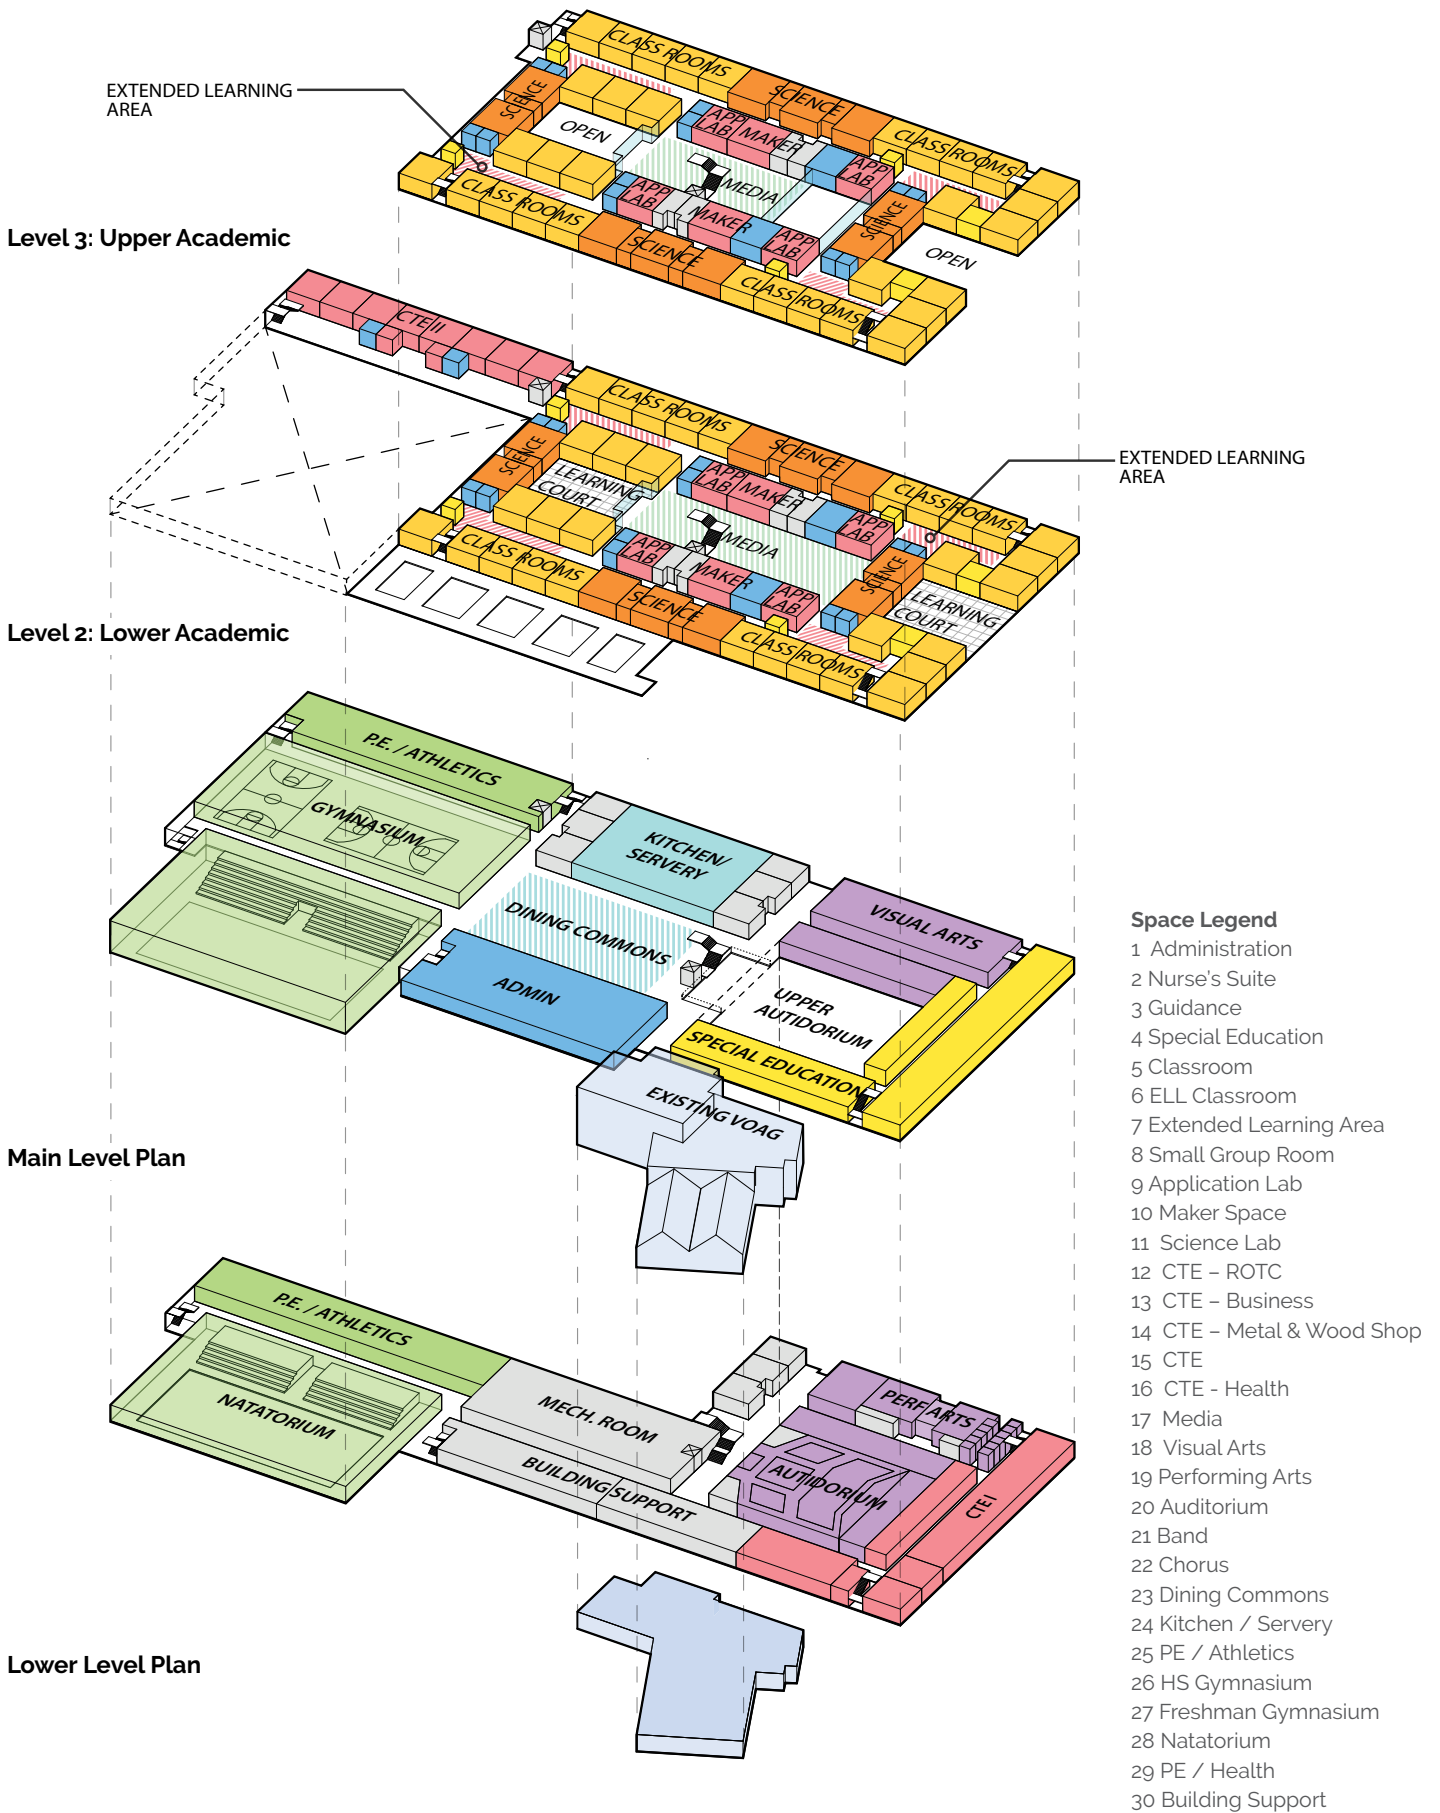 CLASS ROOMS
SCIENCE
CLASS ROOMS
EXTENDED LEARNING
AREA
SCIENCE
OPEN
APP
LAB
MAKER
APP
LAB
MEDIA
CLASS ROOMS
APP
LAB
MAKER
APP
LAB
SCIENCE
SCIENCE
OPEN
CLASS ROOMS
Level 3: Upper Academic
CTE II
CLASS ROOMS
SCIENCE
CLASS ROOMS
EXTENDED LEARNING
AREA
SCIENCE
LEARNING
COURT
APP
LAB
MAKER
APP
LAB
MEDIA
CLASS ROOMS
APP
LAB
MAKER
APP
LAB
SCIENCE
SCIENCE
LEARNING
COURT
CLASS ROOMS
Level 2: Lower Academic
P.E. / ATHLETICS
GYMNASIUM
KITCHEN/
SERVERY
DINING COMMONS
VISUAL ARTS
ADMIN
UPPER
AUTIDORIUM
SPECIAL EDUCATION
EXISTING VOAG
Main Level Plan
P.E. / ATHLETICS
NATATORIUM
MECH. ROOM
BUILDING SUPPORT
PERF ARTS
AUTIDORIUM
CTE I
Lower Level Plan
Space Legend
1 Administration
2 Nurse's Suite
3 Guidance
4 Special Education
5 Classroom
6 ELL Classroom
7 Extended Learning Area
8 Small Group Room
9 Application Lab
10 Maker Space
11 Science Lab
12 CTE – ROTC
13 CTE – Business
14 CTE – Metal & Wood Shop
15 CTE
16 CTE - Health
17 Media
18 Visual Arts
19 Performing Arts
20 Auditorium
21 Band
22 Chorus
23 Dining Commons
24 Kitchen / Servery
25 PE / Athletics
26 HS Gymnasium
27 Freshman Gymnasium
28 Natatorium
29 PE / Health
30 Building Support